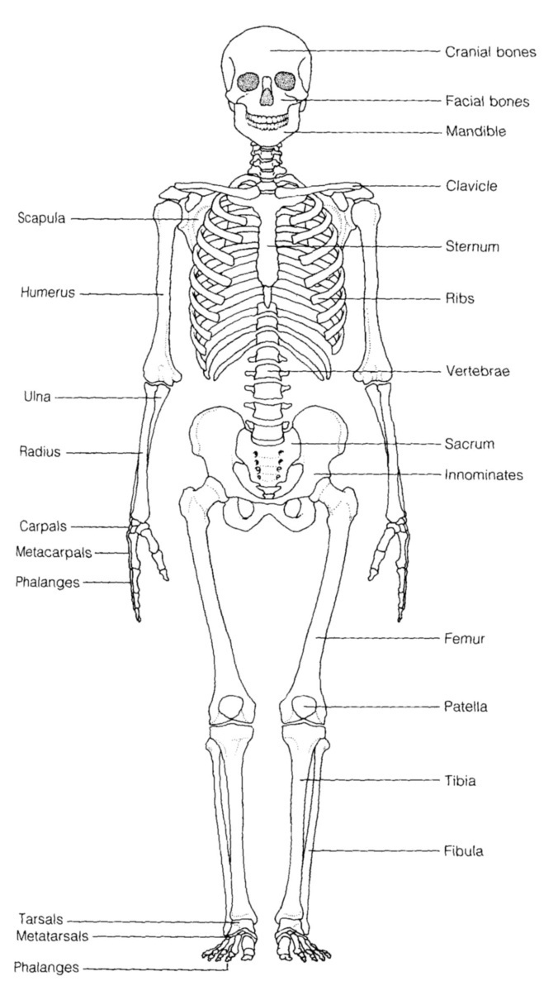 Cranial bones
Facial bones
Mandible
Clavicle
Scapula
Sternum
Humerus
Ribs
Vertebrae
Ulna
Sacrum
Radius
Innominates
Carpals
Metacarpals
Phalanges
Femur
Patella
Tibia
Fibula
Tarsals
Metatarsals
Phalanges